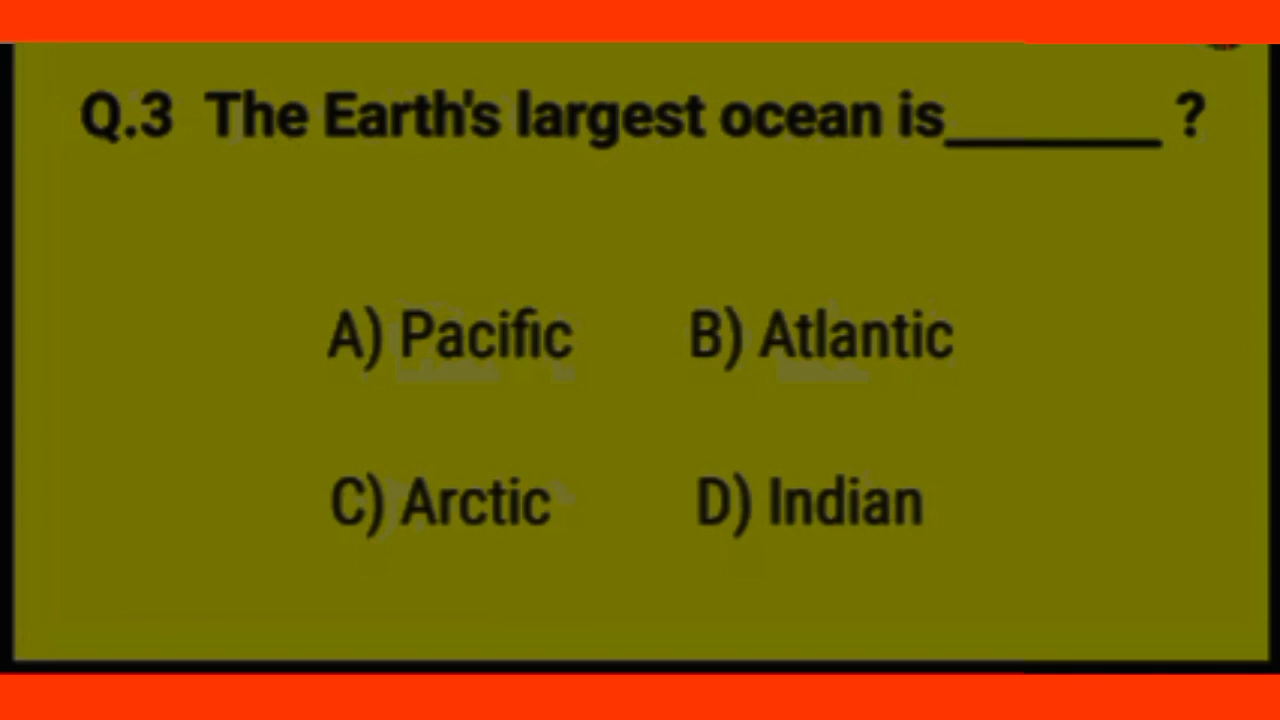 Q.3 The Earth's largest ocean is________ ?
A) Pacific B) Atlantic
C) Arctic D) Indian